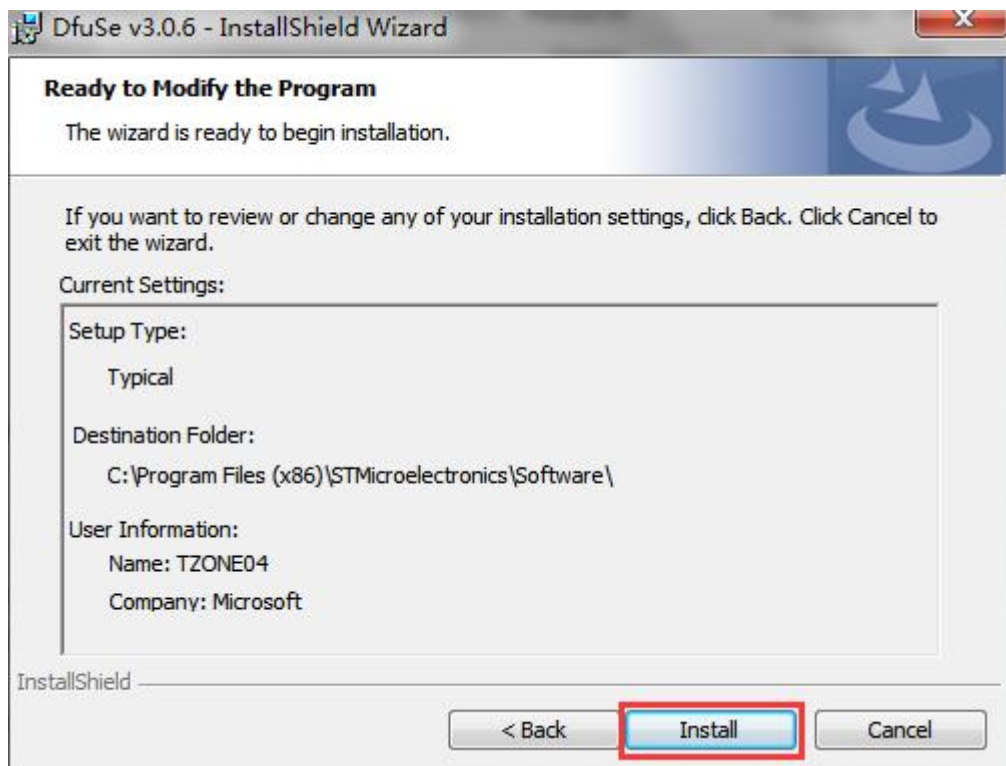 DfuSe v3.0.6 - InstallShield Wizard
Ready to Modify the Program
The wizard is ready to begin installation.
If you want to review or change any of your installation settings, click Back. Click Cancel to
exit the wizard.
Current Settings:
Setup Type:
Typical
Destination Folder:
C:\Program Files (x86)\STMicroelectronics\Software\
User Information:
Name: TZONE04
Company: Microsoft
InstallShield
< Back
Install
Cancel